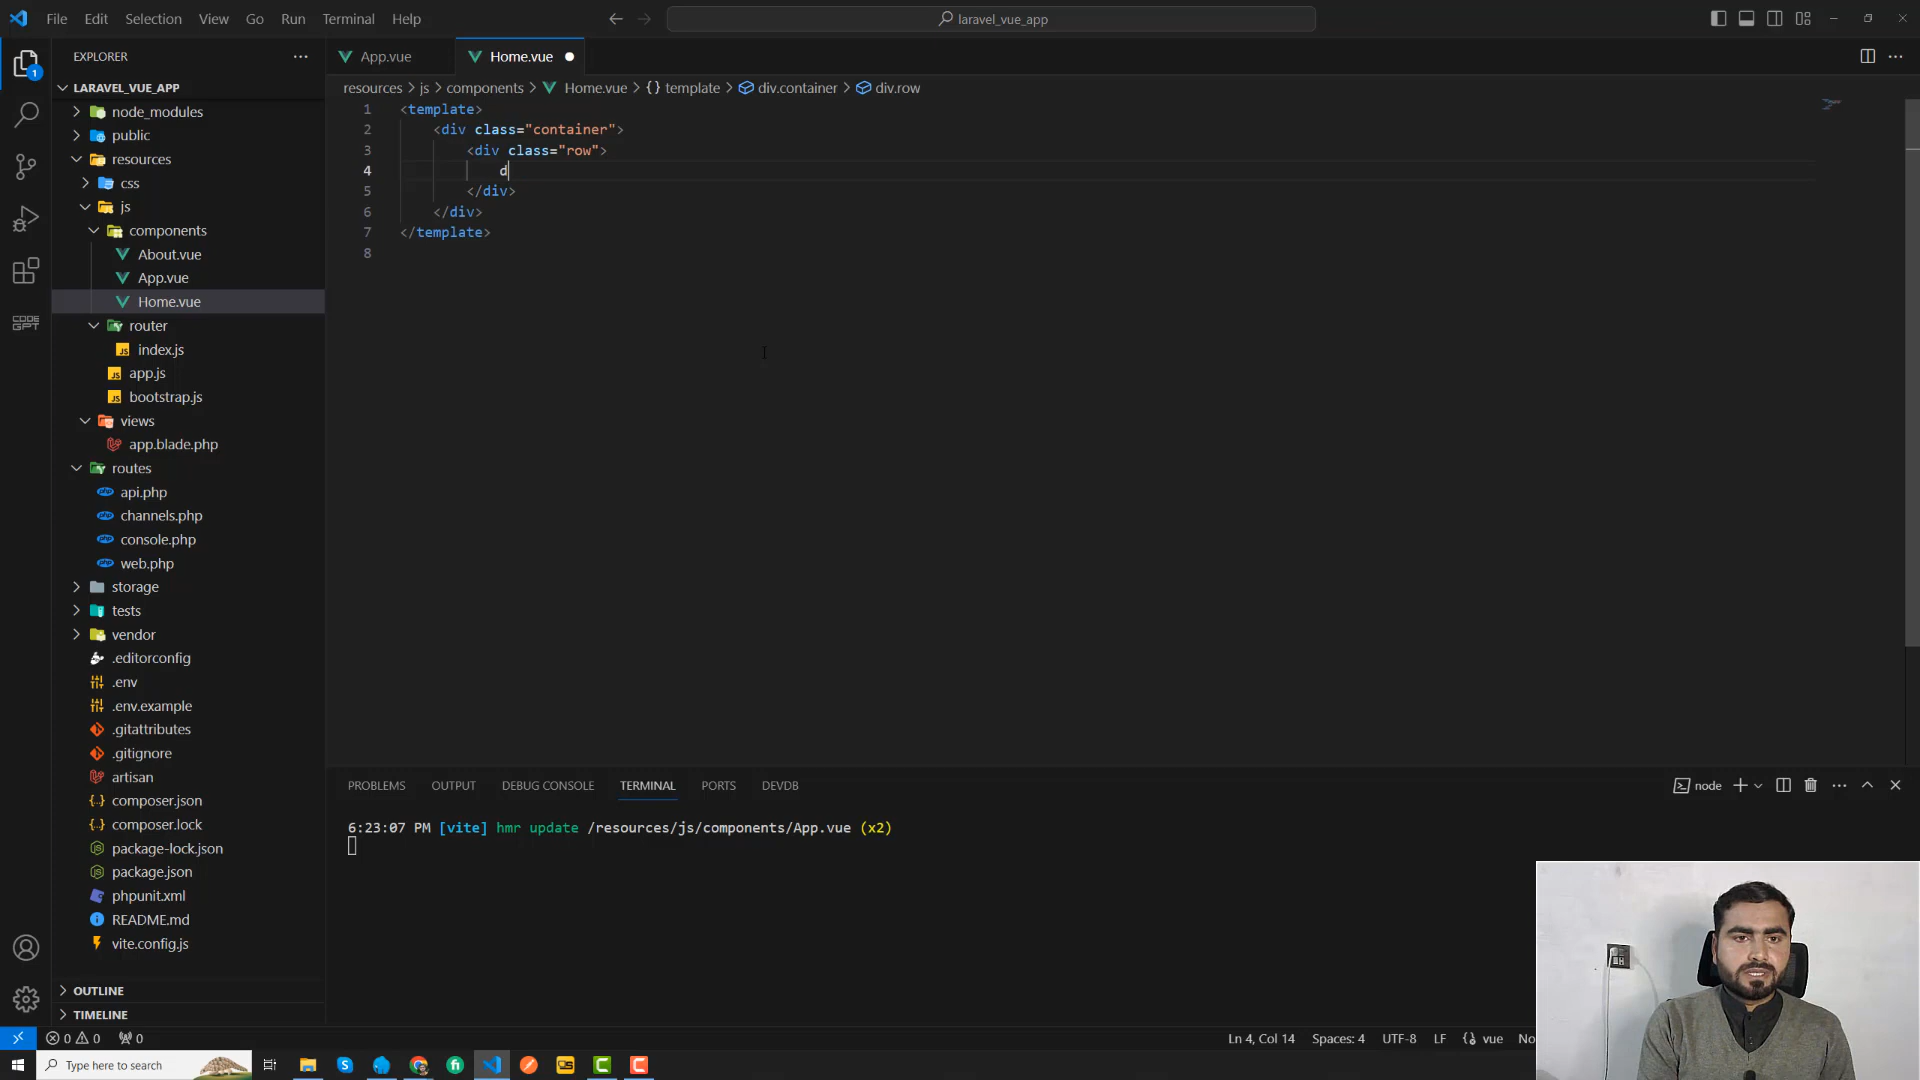 File Edit Selection View Go Run Terminal Help
laravel_vue_app
EXPLORER
App.vue
Home.vue
1
LARAVEL_VUE_APP
resources > js > components > Home.vue > {} template > div.container > div.row
node_modules
public
resources
css
js
components
About.vue
App.vue
Home.vue
router
index.js
app.js
bootstrap.js
views
app.blade.php
routes
api.php
channels.php
console.php
web.php
storage
tests
vendor
.editorconfig
.env
.env.example
.gitattributes
.gitignore
artisan
composer.json
composer.lock
package-lock.json
package.json
phpunit.xml
README.md
vite.config.js
OUTLINE
TIMELINE
CODE
GPT
1 <template>
2 <div class="container">
3 <div class="row">
4 d
5 </div>
6 </div>
7 </template>
8
PROBLEMS OUTPUT DEBUG CONSOLE TERMINAL PORTS DEVDB
node
6:23:07 PM [vite] hmr update /resources/js/components/App.vue (x2)
0 0 0
Ln 4, Col 14 Spaces: 4 UTF-8 LF vue No
Type here to search